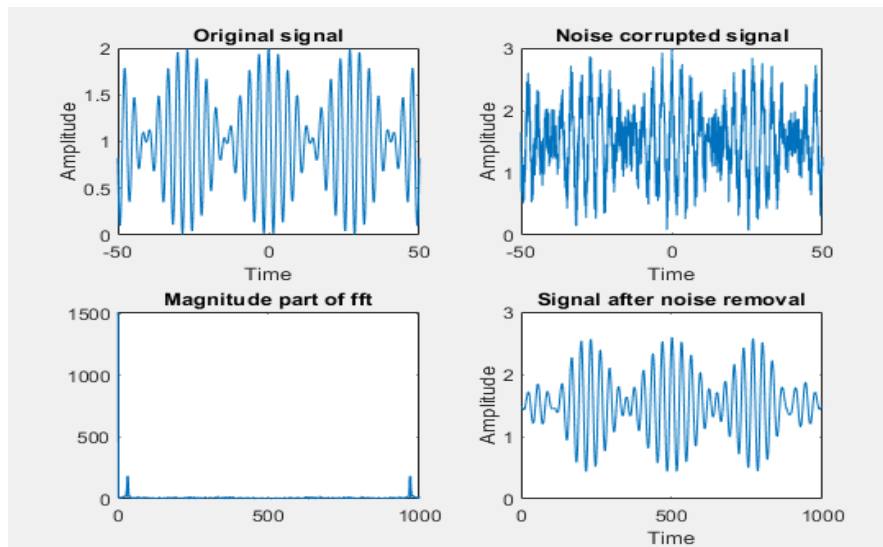 Original signal
Amplitude
2
1.5
1
0.5
0
-50
0
50
Time
Noise corrupted signal
Amplitude
3
2
1
0
-50
0
50
Time
Magnitude part of fft
1500
1000
500
0
0
500
1000
Signal after noise removal
Amplitude
3
2
1
0
0
500
1000
Time